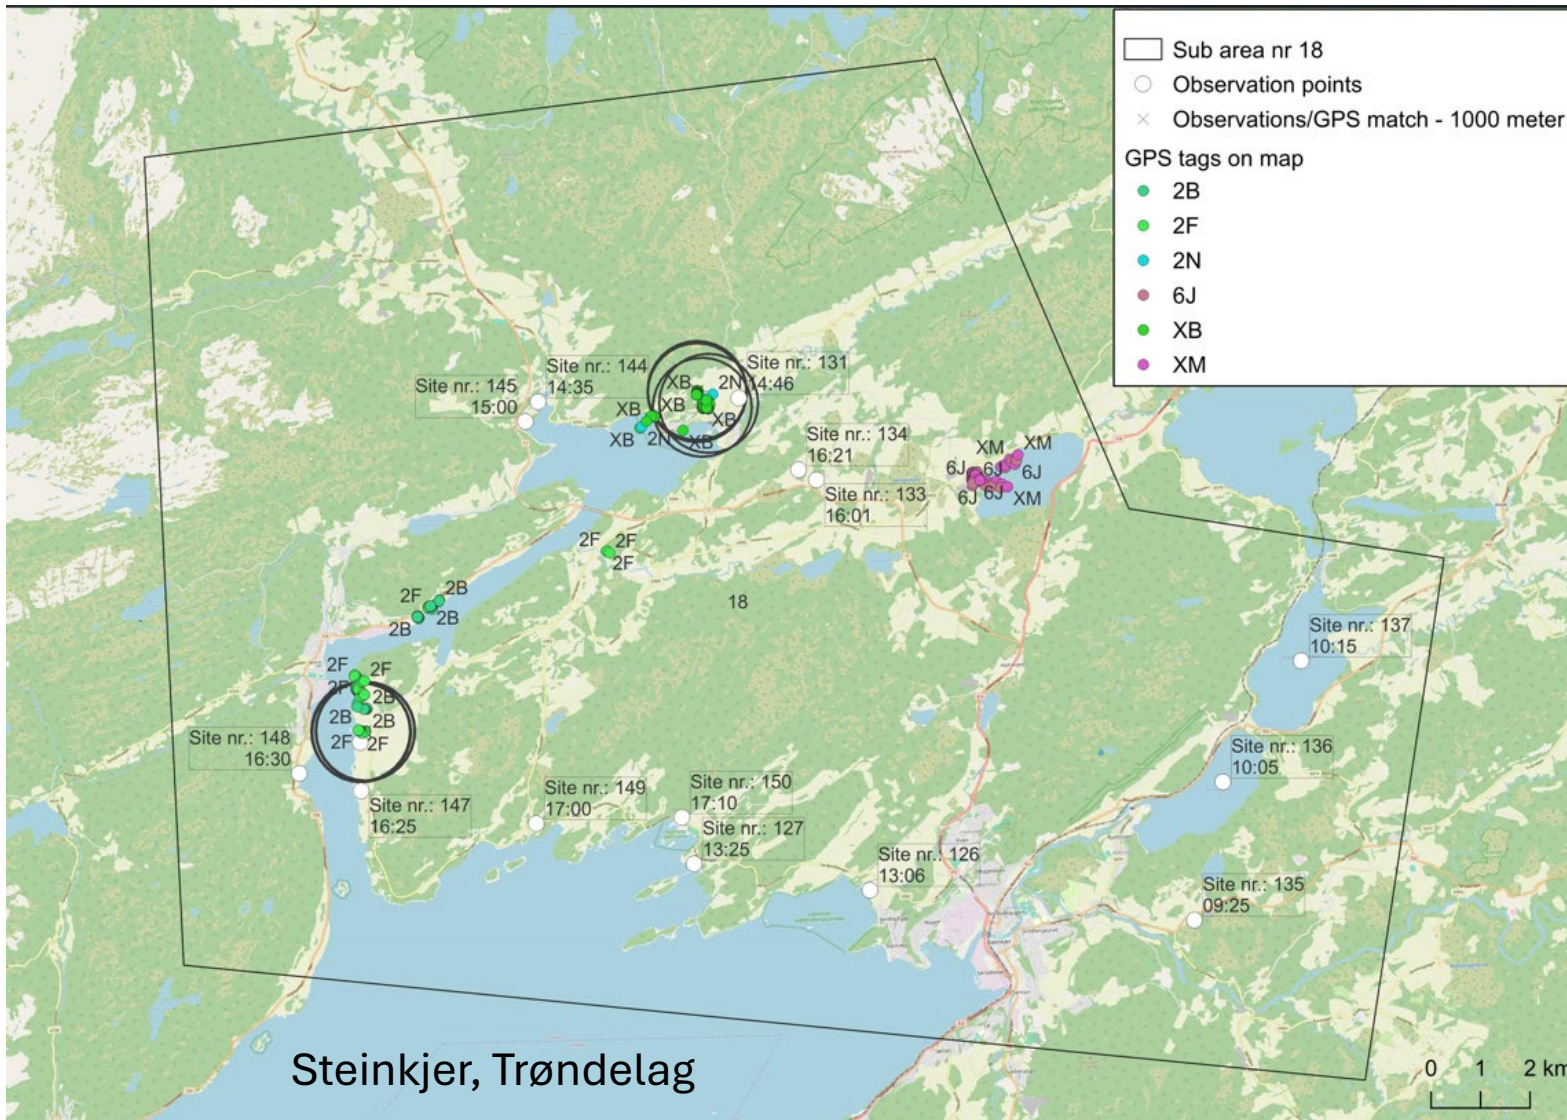 Sub area nr 18
Observation points
Observations/GPS match - 1000 meter
GPS tags on map
2B
2F
2N
6J
XB
XM
Site nr.: 144
14:35
Site nr.: 145
15:00
Site nr.: 131
14:46
XB
2N
XB
XB
XB
XB
2N
XB
Site nr.: 134
16:21
Site nr.: 133
16:01
XM
XM
6J
6J
6J
6J
6J
XM
2F
2F
2F
18
2F
2B
2B
2B
2F
2F
2F
2B
2B
2B
2F
2F
Site nr.: 137
10:15
Site nr.: 136
10:05
Site nr.: 148
16:30
Site nr.: 147
16:25
Site nr.: 149
17:00
Site nr.: 150
17:10
Site nr.: 127
13:25
Site nr.: 126
13:06
Site nr.: 135
09:25
Steinkjer, Trøndelag
0 1 2 km